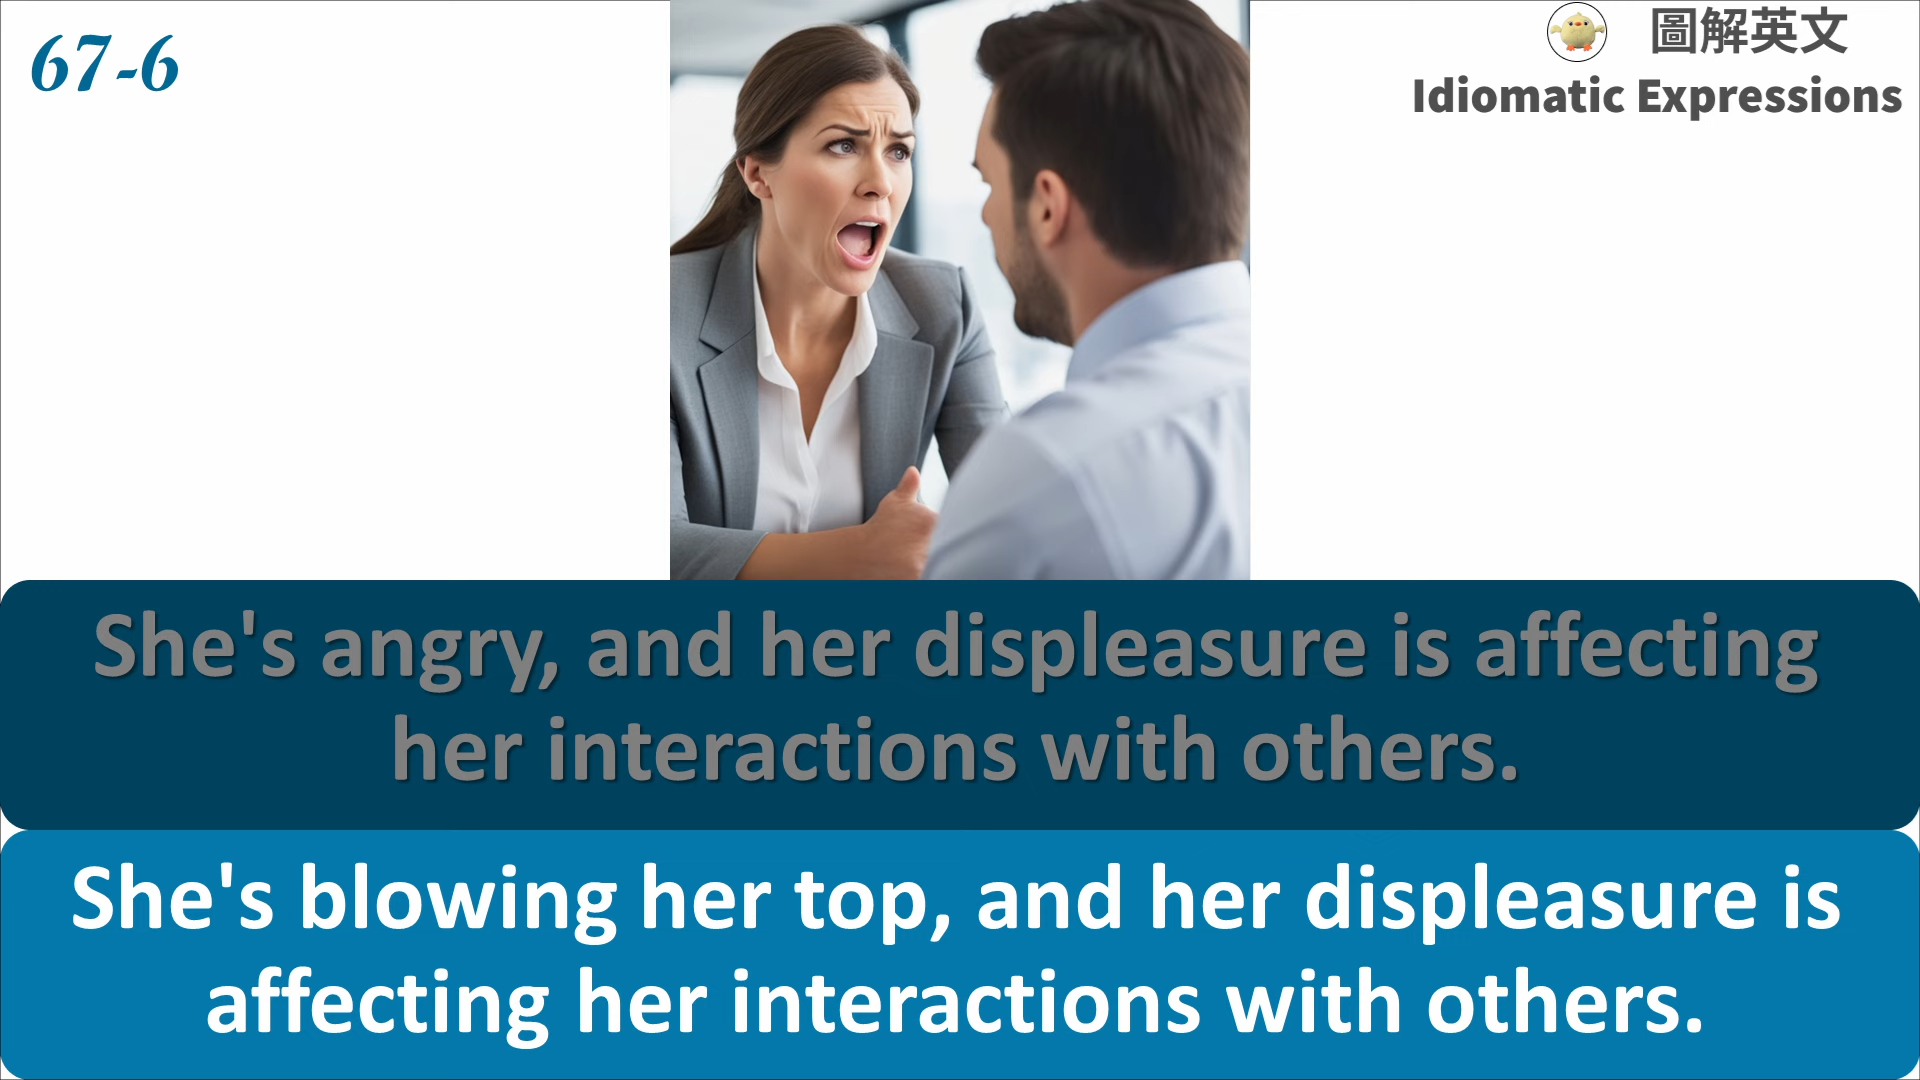 67-6
圖解英文
Idiomatic Expressions
She's angry, and her displeasure is affecting
her interactions with others.
She's blowing her top, and her displeasure is
affecting her interactions with others.